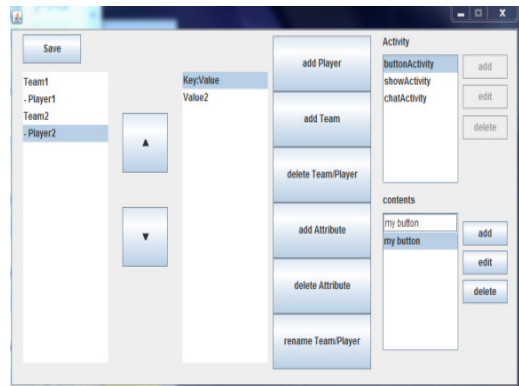 Save
Team1
- Player1
Team2
- Player2
▲
▼
Key:Value
Value2
add Player
add Team
delete Team/Player
add Attribute
delete Attribute
rename Team/Player
Activity
buttonActivity
showActivity
chatActivity
add
edit
delete
contents
my button
my button
add
edit
delete